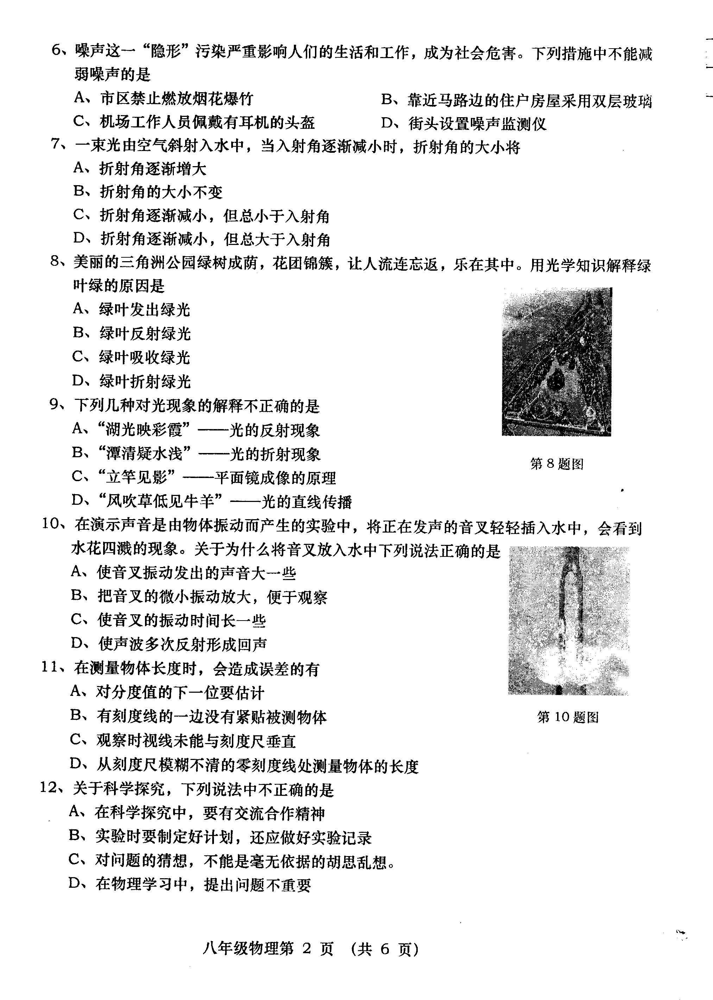 6、噪声这一“隐形”污染严重影响人们的生活和工作，成为社会危害。下列措施中不能减
弱噪声的是
A、市区禁止燃放烟花爆竹 B、靠近马路边的住户房屋采用双层玻璃
C、机场工作人员佩戴有耳机的头盔 D、街头设置噪声监测仪
7、一束光由空气斜射入水中，当入射角逐渐减小时，折射角的大小将
A、折射角逐渐增大
B、折射角的大小不变
C、折射角逐渐减小，但总小于入射角
D、折射角逐渐减小，但总大于入射角
8、美丽的三角洲公园绿树成荫，花团锦簇，让人流连忘返，乐在其中。用光学知识解释绿
叶绿的原因是
A、绿叶发出绿光
B、绿叶反射绿光
C、绿叶吸收绿光
D、绿叶折射绿光
9、下列几种对光现象的解释不正确的是
A、“湖光映彩霞”——光的反射现象
B、“潭清疑水浅”——光的折射现象
第8题图
C、“立竿见影”——平面镜成像的原理
D、“风吹草低见牛羊”——光的直线传播
10、在演示声音是由物体振动而产生的实验中，将正在发声的音叉轻轻插入水中，会看到
水花四溅的现象。关于为什么将音叉放入水中下列说法正确的是
A、使音叉振动发出的声音大一些
B、把音叉的微小振动放大，便于观察
C、使音叉的振动时间长一些
D、使声波多次反射形成回声
11、在测量物体长度时，会造成误差的有
A、对分度值的下一位要估计
B、有刻度线的一边没有紧贴被测物体
第10题图
C、观察时视线未能与刻度尺垂直
D、从刻度尺模糊不清的零刻度线处测量物体的长度
12、关于科学探究，下列说法中不正确的是
A、在科学探究中，要有交流合作精神
B、实验时要制定好计划，还应做好实验记录
C、对问题的猜想，不能是毫无依据的胡思乱想。
D、在物理学习中，提出问题不重要
八年级物理第 2 页 （共 6 页）